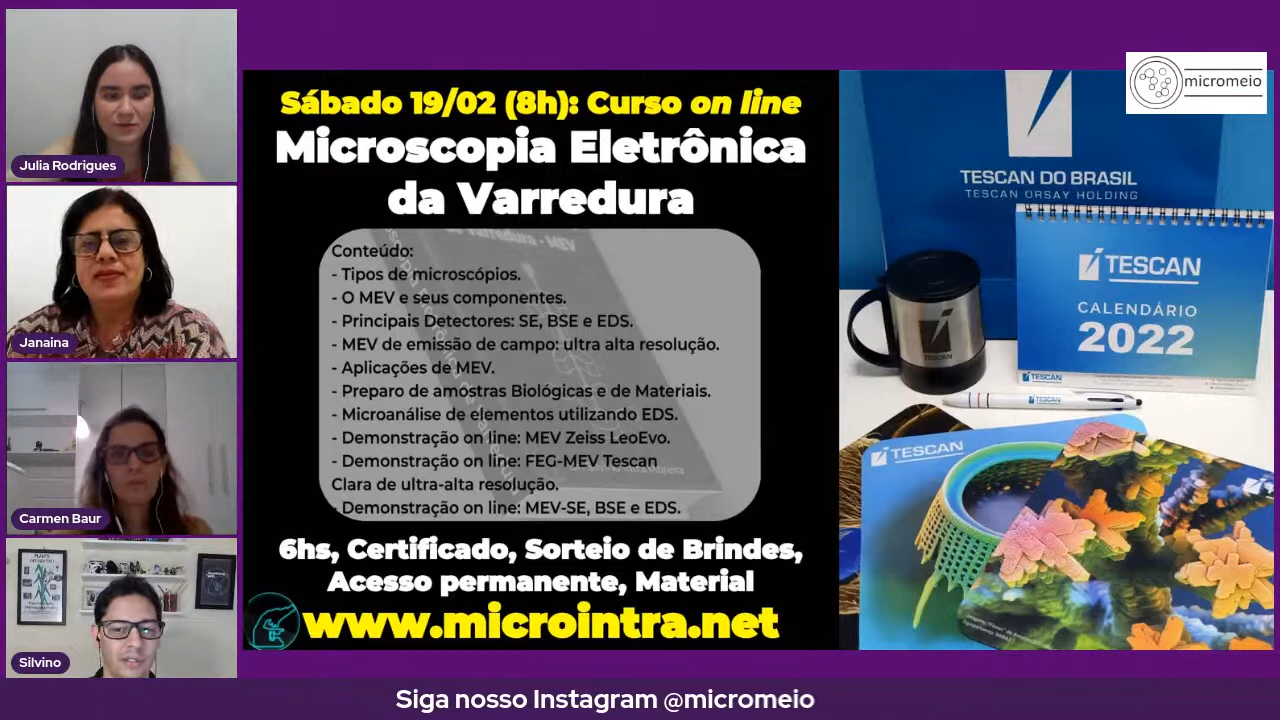 Julia Rodrigues
Janaina
Carmen Baur
Silvino
Sábado 19/02 (8h): Curso on line
Microscopia Eletrônica
da Varredura
Conteúdo:
- Tipos de microscópios.
- O MEV e seus componentes.
- Principais Detectores: SE, BSE e EDS.
- MEV de emissão de campo: ultra alta resolução.
- Aplicações de MEV.
- Preparo de amostras Biológicas e de Materiais.
- Microanálise de elementos utilizando EDS.
- Demonstração on line: MEV Zeiss LeoEvo.
- Demonstração on line: FEG-MEV Tescan
Clara de ultra-alta resolução.
- Demonstração on line: MEV-SE, BSE e EDS.
6hs, Certificado, Sorteio de Brindes,
Acesso permanente, Material
www.microintra.net
micromeio
TESCAN DO BRASIL
TESCAN ORSAY HOLDING
TESCAN
CALENDÁRIO
2022
TESCAN
TESCAN
TESCAN
TESCAN
Siga nosso Instagram @micromeio